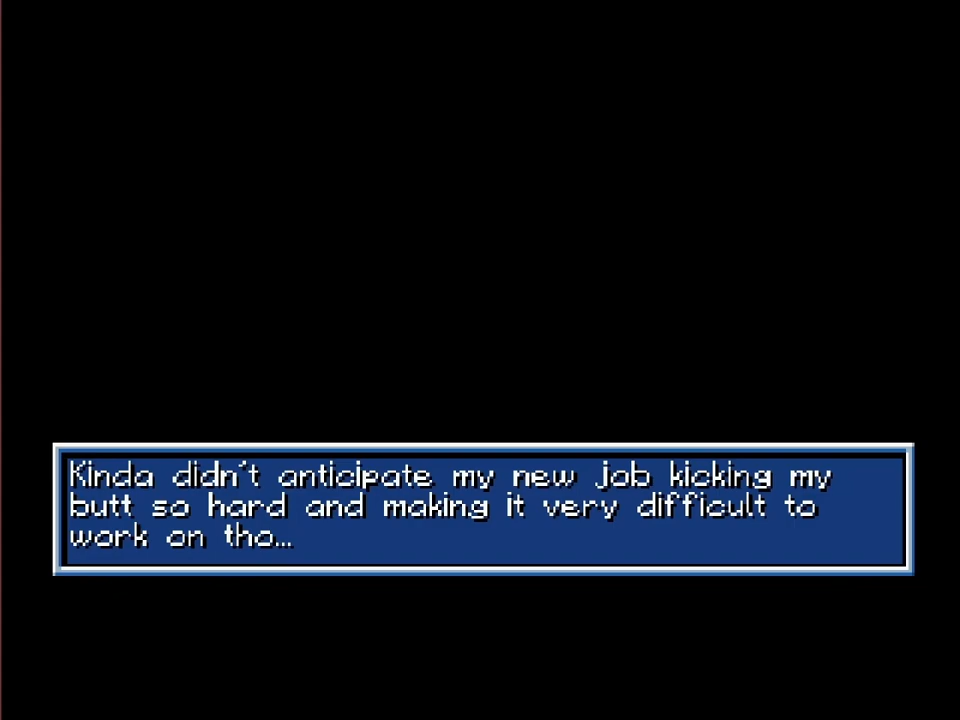 Kinda didn't anticipate my new job kicking my
butt so hard and making it very difficult to
work on tho…